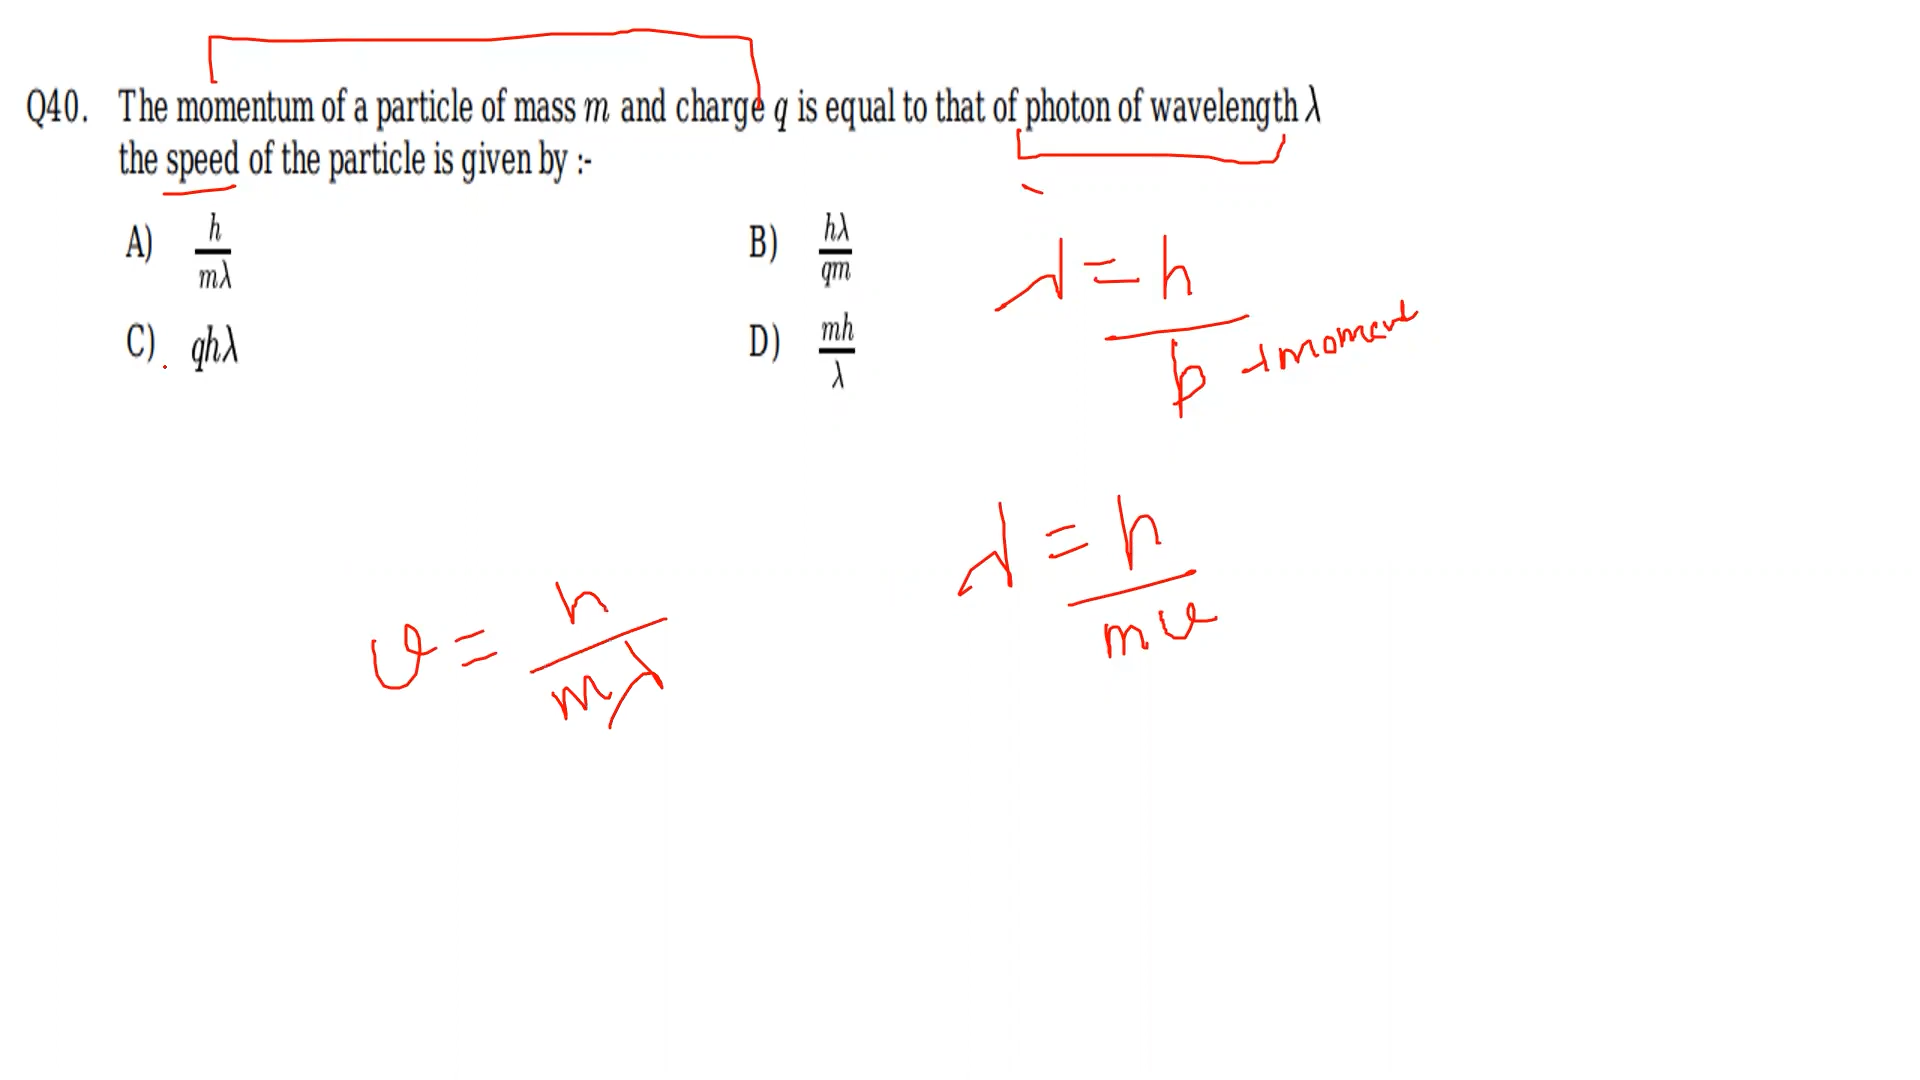 Q40. The momentum of a particle of mass m and charge q is equal to that of photon of wavelength λ
the speed of the particle is given by :-
A) h/mλ
B) hλ/qm
C) qhλ
D) mh/λ
λ = h/p → moment
λ = h/mv
v = h/mλ